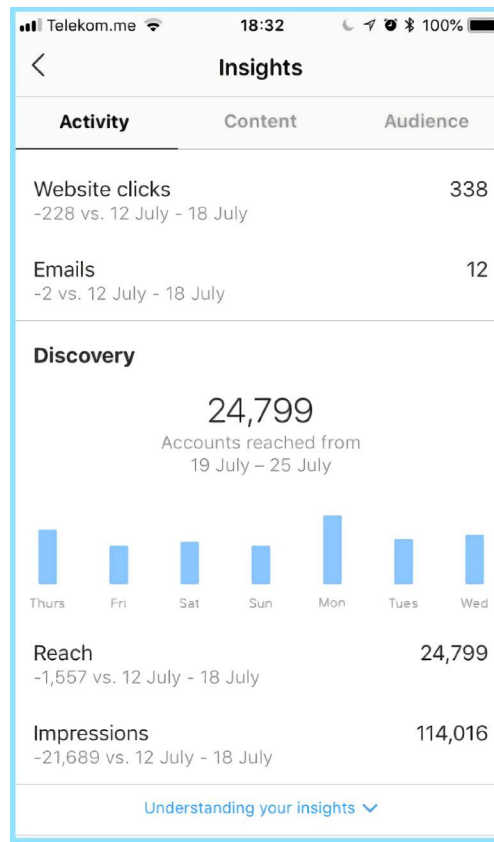 Telekom.me 18:32 100%
Insights
Activity Content Audience
Website clicks 338
-228 vs. 12 July - 18 July
Emails 12
-2 vs. 12 July - 18 July
Discovery
24,799
Accounts reached from
19 July – 25 July
Thurs Fri Sat Sun Mon Tues Wed
Reach 24,799
-1,557 vs. 12 July - 18 July
Impressions 114,016
-21,689 vs. 12 July - 18 July
Understanding your insights